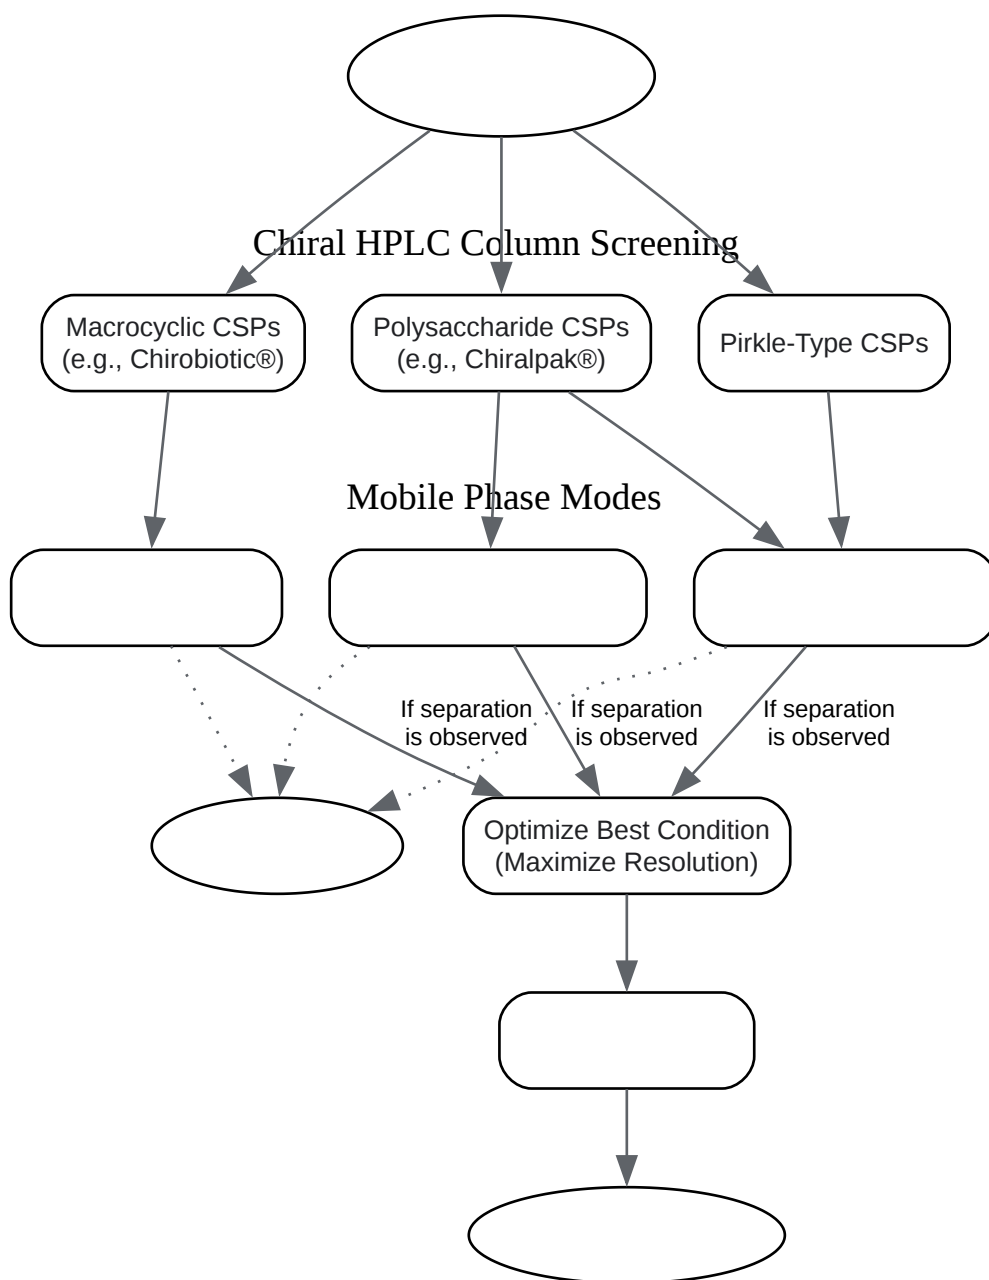 Chiral HPLC Column Screening
Macrocyclic CSPs
(e.g., Chirobiotic®)
Polysaccharide CSPs
(e.g., Chiralpak®)
Pirkle-Type CSPs
Mobile Phase Modes
If separation
is observed
If separation
is observed
If separation
is observed
Optimize Best Condition
(Maximize Resolution)